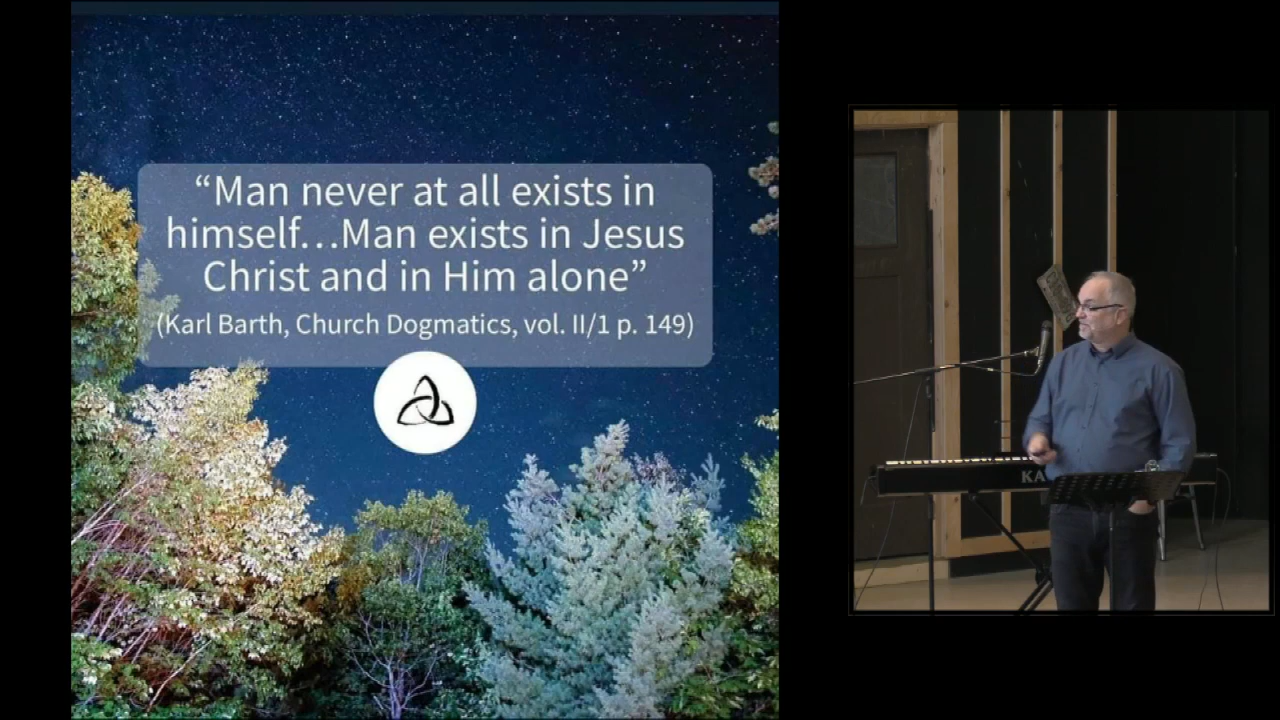 “Man never at all exists in
himself…Man exists in Jesus
Christ and in Him alone”
(Karl Barth, Church Dogmatics, vol. II/1 p. 149)
KA